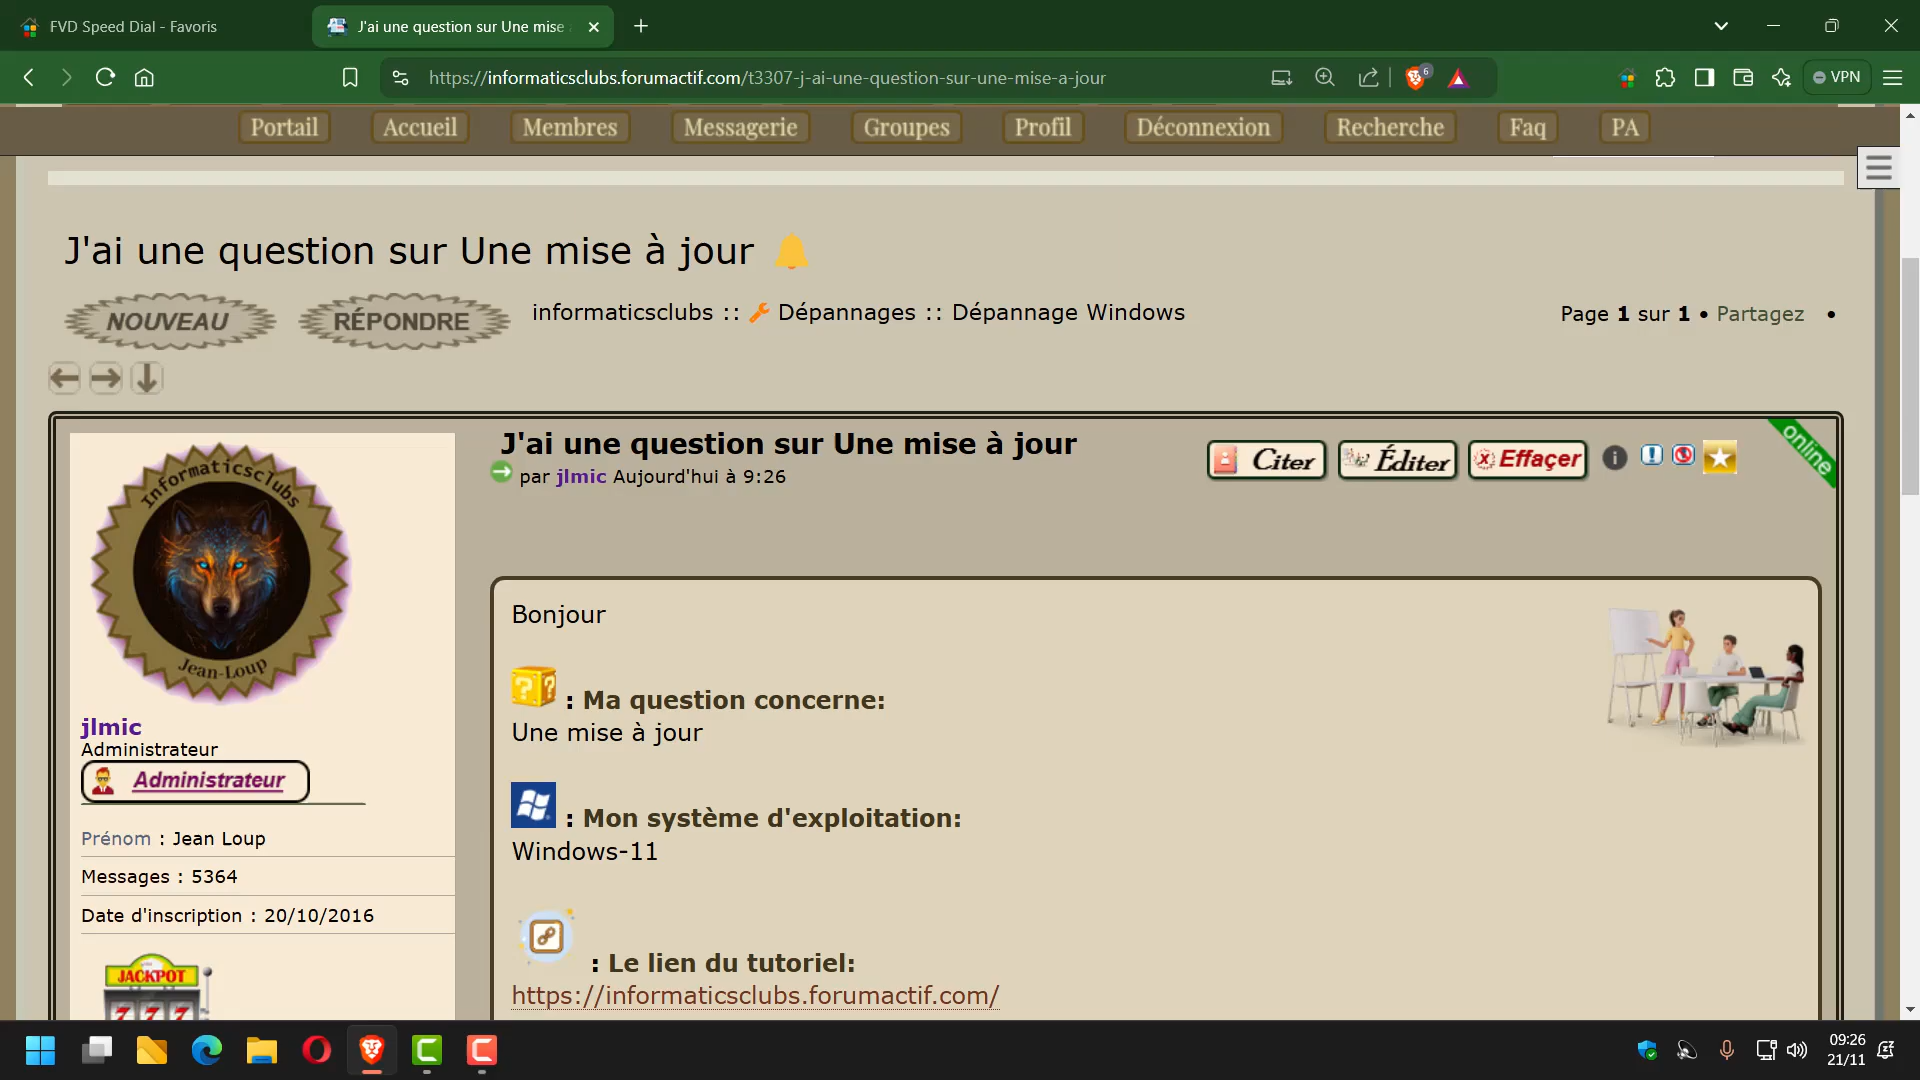 FVD Speed Dial - Favoris
J'ai une question sur Une mise
https://informaticsclubs.forumactif.com/t3307-j-ai-une-question-sur-une-mise-a-jour
6
VPN
Portail Accueil Membres Messagerie Groupes Profil Déconnexion Recherche Faq PA
J'ai une question sur Une mise à jour
NOUVEAU RÉPONDRE informaticsclubs :: Dépannages :: Dépannage Windows
Page 1 sur 1 • Partagez •
J'ai une question sur Une mise à jour
par jlmic Aujourd'hui à 9:26
Citer Éditer Effaçer
online
Informaticsclubs
Jean-Loup
jlmic
Administrateur
Administrateur
Prénom : Jean Loup
Messages : 5364
Date d'inscription : 20/10/2016
JACKPOT
7 7 7
Bonjour
: Ma question concerne:
Une mise à jour
: Mon système d'exploitation:
Windows-11
: Le lien du tutoriel:
https://informaticsclubs.forumactif.com/
09:26
21/11